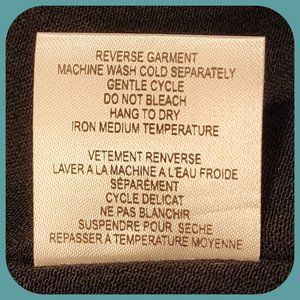 REVERSE GARMENT
MACHINE WASH COLD SEPARATELY
GENTLE CYCLE
DO NOT BLEACH
HANG TO DRY
IRON MEDIUM TEMPERATURE
VETEMENT RENVERSE
LAVER A LA MACHINE A L'EAU FROIDE
SÉPARÉMENT
CYCLE DELICAT
NE PAS BLANCHIR
SUSPENDRE POUR SECHE
REPASSER A TEMPERATURE MOYENNE